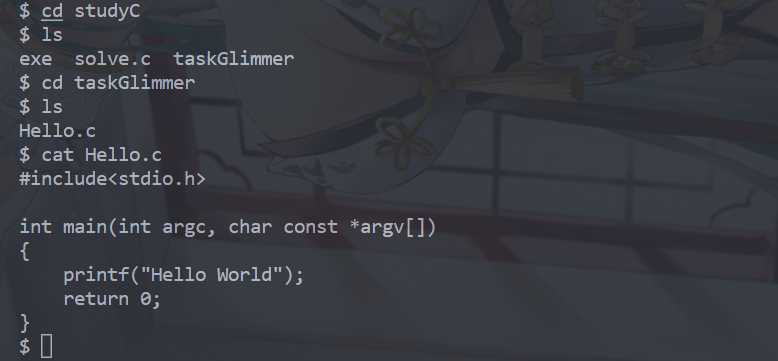 $ cd studyC
$ ls
exe  solve.c  taskGlimmer
$ cd taskGlimmer
$ ls
Hello.c
$ cat Hello.c
#include<stdio.h>

int main(int argc, char const *argv[])
{
    printf("Hello World");
    return 0;
}
$